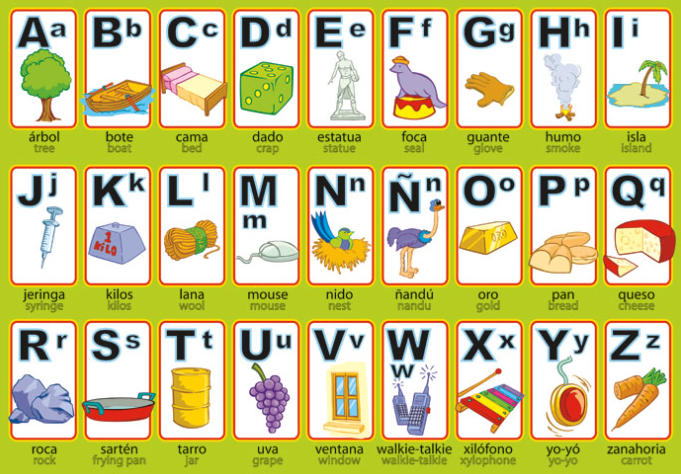 Aa Bb Cc Dd Ee Ff Gg Hh Ii
árbol bote cama dado estatua foca guante humo isla
tree boat bed crap statue seal glove smoke island
Jj Kk Ll Mm Nn Ññ Oo Pp Qq
1 KILO
jeringa kilos lana mouse nido ñandú oro pan queso
syringe kilos wool mouse nest nandu gold bread cheese
Rr Ss Tt Uu Vv Ww Xx Yy Zz
roca sartén tarro uva ventana walkie-talkie xilófono yo-yó zanahoria
rock frying pan jar grape window walkie-talkie xylophone yo-yo carrot